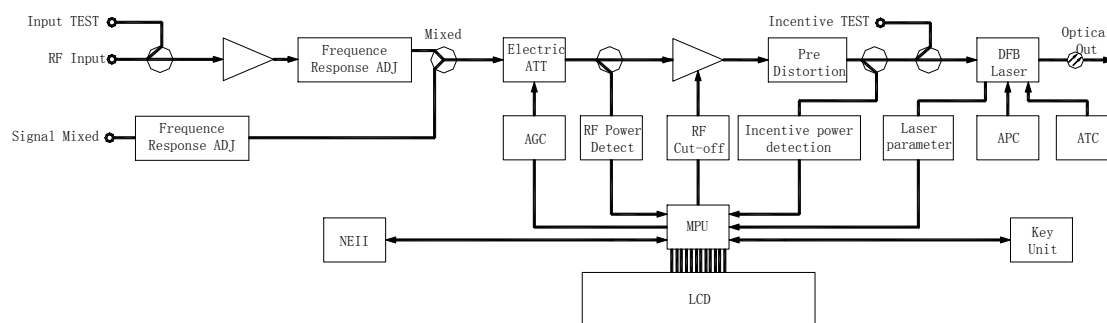 Input TEST
RF Input
Signal Mixed
Frequence
Response ADJ
Frequence
Response ADJ
Mixed
Electric
ATT
Incentive TEST
Pre
Distortion
DFB
Laser
Optical
Out
AGC
RF Power
Detect
RF
Cut-off
Incentive power
detection
Laser
parameter
APC
ATC
NEII
MPU
Key
Unit
LCD